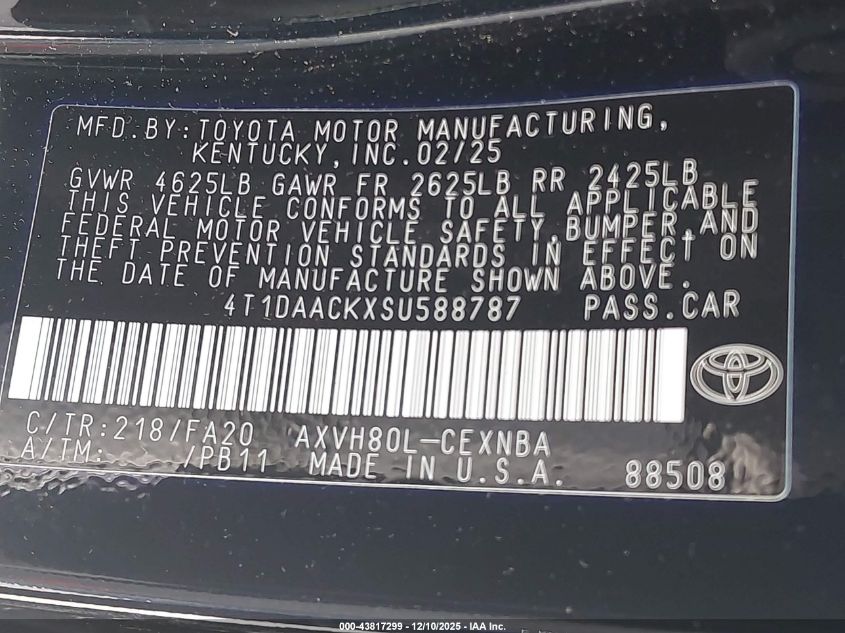 MFD. BY: TOYOTA MOTOR MANUFACTURING,
KENTUCKY, INC. 02/25
GVWR 4625LB GAWR FR 2625LB RR 2425LB
THIS VEHICLE CONFORMS TO ALL APPLICABLE
FEDERAL MOTOR VEHICLE SAFETY, BUMPER, AND
THEFT PREVENTION STANDARDS IN EFFECT ON
THE DATE OF MANUFACTURE SHOWN ABOVE.
4T1DAACKXSU588787 PASS. CAR
C/TR: 218/FA20 AXVH80L-CEXNBA
A/TM: /PB11 MADE IN U.S.A. 88508
000-43817299 - 12/10/2025 - IAA Inc.